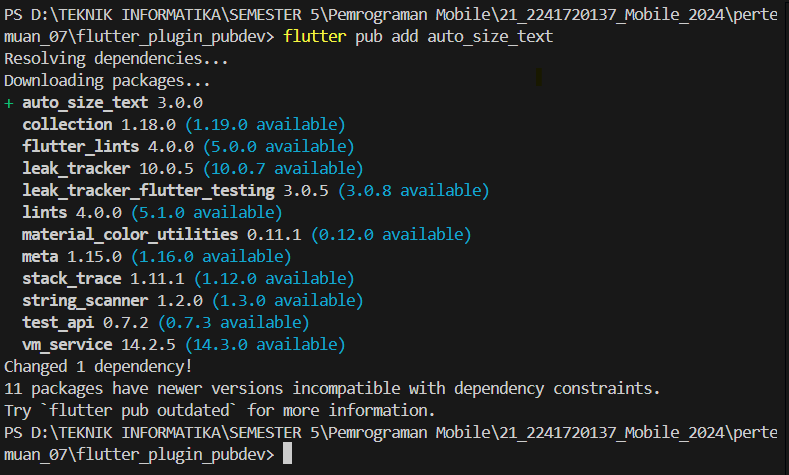 PS D:\TEKNIK INFORMATIKA\SEMESTER 5\Pemrograman Mobile\21_2241720137_Mobile_2024\perte
muan_07\flutter_plugin_pubdev> flutter pub add auto_size_text
Resolving dependencies...
Downloading packages...
+ auto_size_text 3.0.0
  collection 1.18.0 (1.19.0 available)
  flutter_lints 4.0.0 (5.0.0 available)
  leak_tracker 10.0.5 (10.0.7 available)
  leak_tracker_flutter_testing 3.0.5 (3.0.8 available)
  lints 4.0.0 (5.1.0 available)
  material_color_utilities 0.11.1 (0.12.0 available)
  meta 1.15.0 (1.16.0 available)
  stack_trace 1.11.1 (1.12.0 available)
  string_scanner 1.2.0 (1.3.0 available)
  test_api 0.7.2 (0.7.3 available)
  vm_service 14.2.5 (14.3.0 available)
Changed 1 dependency!
11 packages have newer versions incompatible with dependency constraints.
Try `flutter pub outdated` for more information.
PS D:\TEKNIK INFORMATIKA\SEMESTER 5\Pemrograman Mobile\21_2241720137_Mobile_2024\perte
muan_07\flutter_plugin_pubdev>